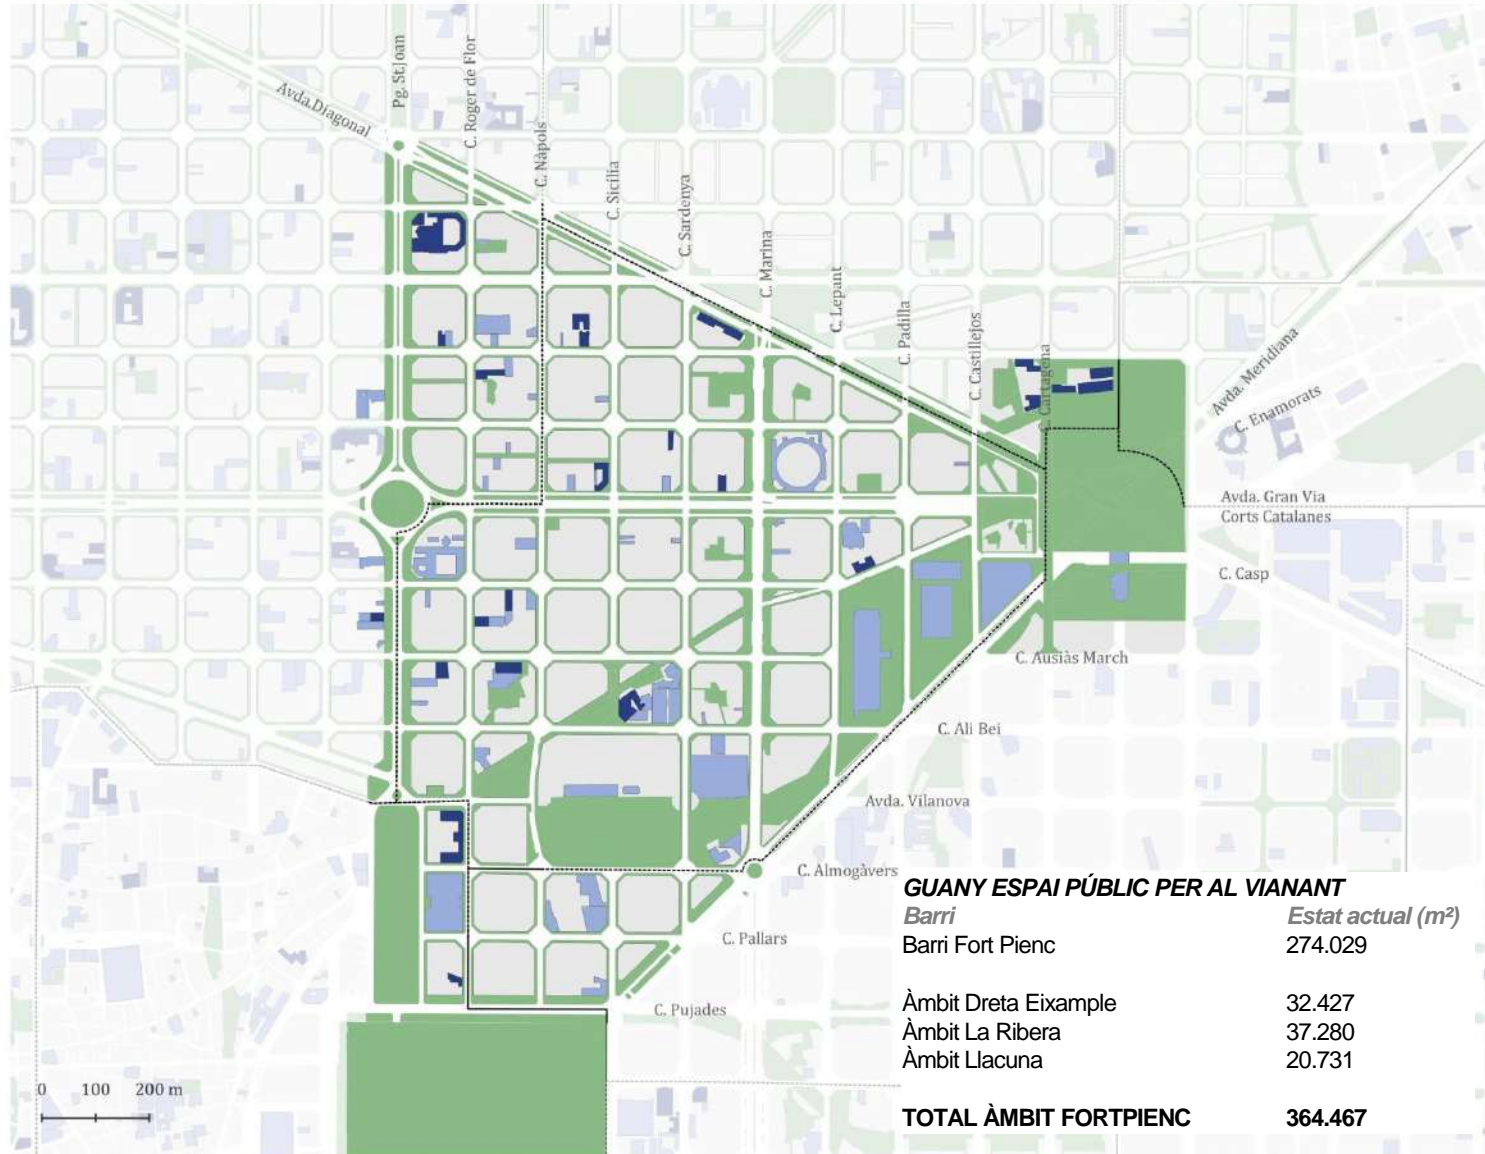 Pg. St.Joan
C. Roger de Flor
Avda.Diagonal
C. Nàpols
C. Sicília
C. Sardenya
C. Marina
C. Lepant
C. Padilla
C. Castillejos
C. Cartagena
Avda. Meridiana
C. Enamorats
Avda. Gran Via
Corts Catalanes
C. Casp
C. Ausiàs March
C. Ali Bei
Avda. Vilanova
C. Almogàvers
C. Pallars
C. Pujades
0 100 200 m
GUANY ESPAI PÚBLIC PER AL VIANANT
Barri Estat actual (m²)
Barri Fort Pienc 274.029
Àmbit Dreta Eixample 32.427
Àmbit La Ribera 37.280
Àmbit Llacuna 20.731
TOTAL ÀMBIT FORTPIENC 364.467